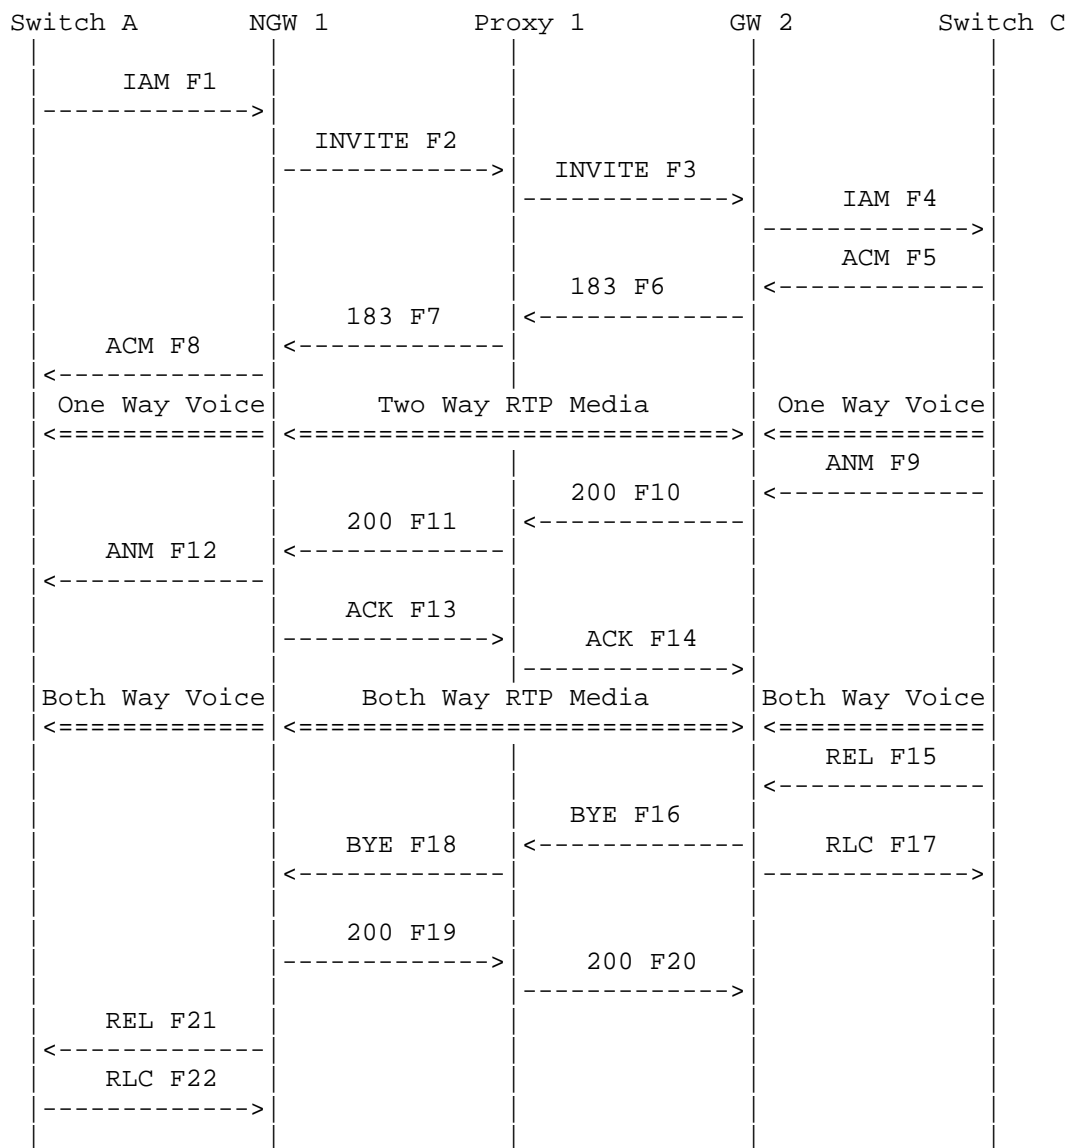 Switch A NGW 1 Proxy 1 GW 2 Switch C
IAM F1
INVITE F2
INVITE F3
IAM F4
ACM F5
183 F6
183 F7
ACM F8
One Way Voice Two Way RTP Media One Way Voice
ANM F9
200 F10
200 F11
ANM F12
ACK F13
ACK F14
Both Way Voice Both Way RTP Media Both Way Voice
REL F15
BYE F16
BYE F18 RLC F17
200 F19
200 F20
REL F21
RLC F22